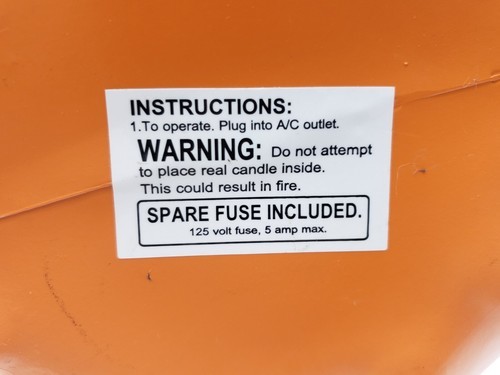 INSTRUCTIONS:
1.To operate. Plug into A/C outlet.
WARNING: Do not attempt
to place real candle inside.
This could result in fire.
SPARE FUSE INCLUDED.
125 volt fuse, 5 amp max.